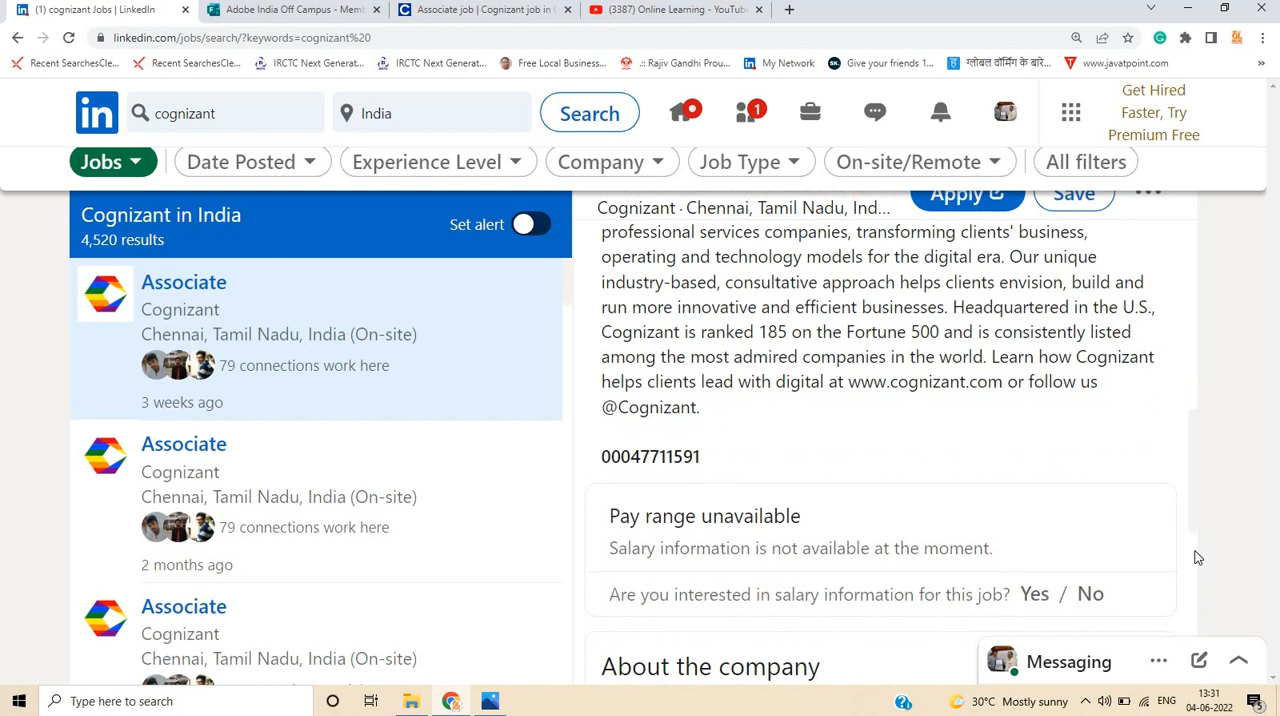 (1) cognizant Jobs | LinkedIn
Adobe India Off Campus - Mem
Associate job | Cognizant job in
(3387) Online Learning - YouTub
linkedin.com/jobs/search/?keywords=cognizant%20
Recent SearchesCle...
Recent SearchesCle...
IRCTC Next Generat...
IRCTC Next Generat...
Free Local Business...
.:: Rajiv Gandhi Prou...
My Network
Give your friends 1...
ग्लोबल वॉर्मिंग के बारे...
www.javatpoint.com
in
cognizant
India
Search
1
Get Hired
Faster, Try
Premium Free
Jobs
Date Posted
Experience Level
Company
Job Type
On-site/Remote
All filters
Cognizant in India
4,520 results
Set alert
Associate
Cognizant
Chennai, Tamil Nadu, India (On-site)
79 connections work here
3 weeks ago
Associate
Cognizant
Chennai, Tamil Nadu, India (On-site)
79 connections work here
2 months ago
Associate
Cognizant
Chennai, Tamil Nadu, India (On-site)
Apply
Save
Cognizant · Chennai, Tamil Nadu, Ind...
professional services companies, transforming clients' business,
operating and technology models for the digital era. Our unique
industry-based, consultative approach helps clients envision, build and
run more innovative and efficient businesses. Headquartered in the U.S.,
Cognizant is ranked 185 on the Fortune 500 and is consistently listed
among the most admired companies in the world. Learn how Cognizant
helps clients lead with digital at www.cognizant.com or follow us
@Cognizant.
00047711591
Pay range unavailable
Salary information is not available at the moment.
Are you interested in salary information for this job? Yes / No
About the company
Messaging
Type here to search
30°C Mostly sunny
ENG
13:31
04-06-2022
5